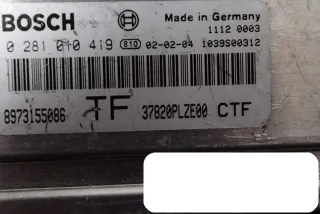 BOSCH Made in Germany
1112 0003
0 281 010 419 810 02-02-04 1039S00312
8973155086 TF 37820PLZE00 CTF